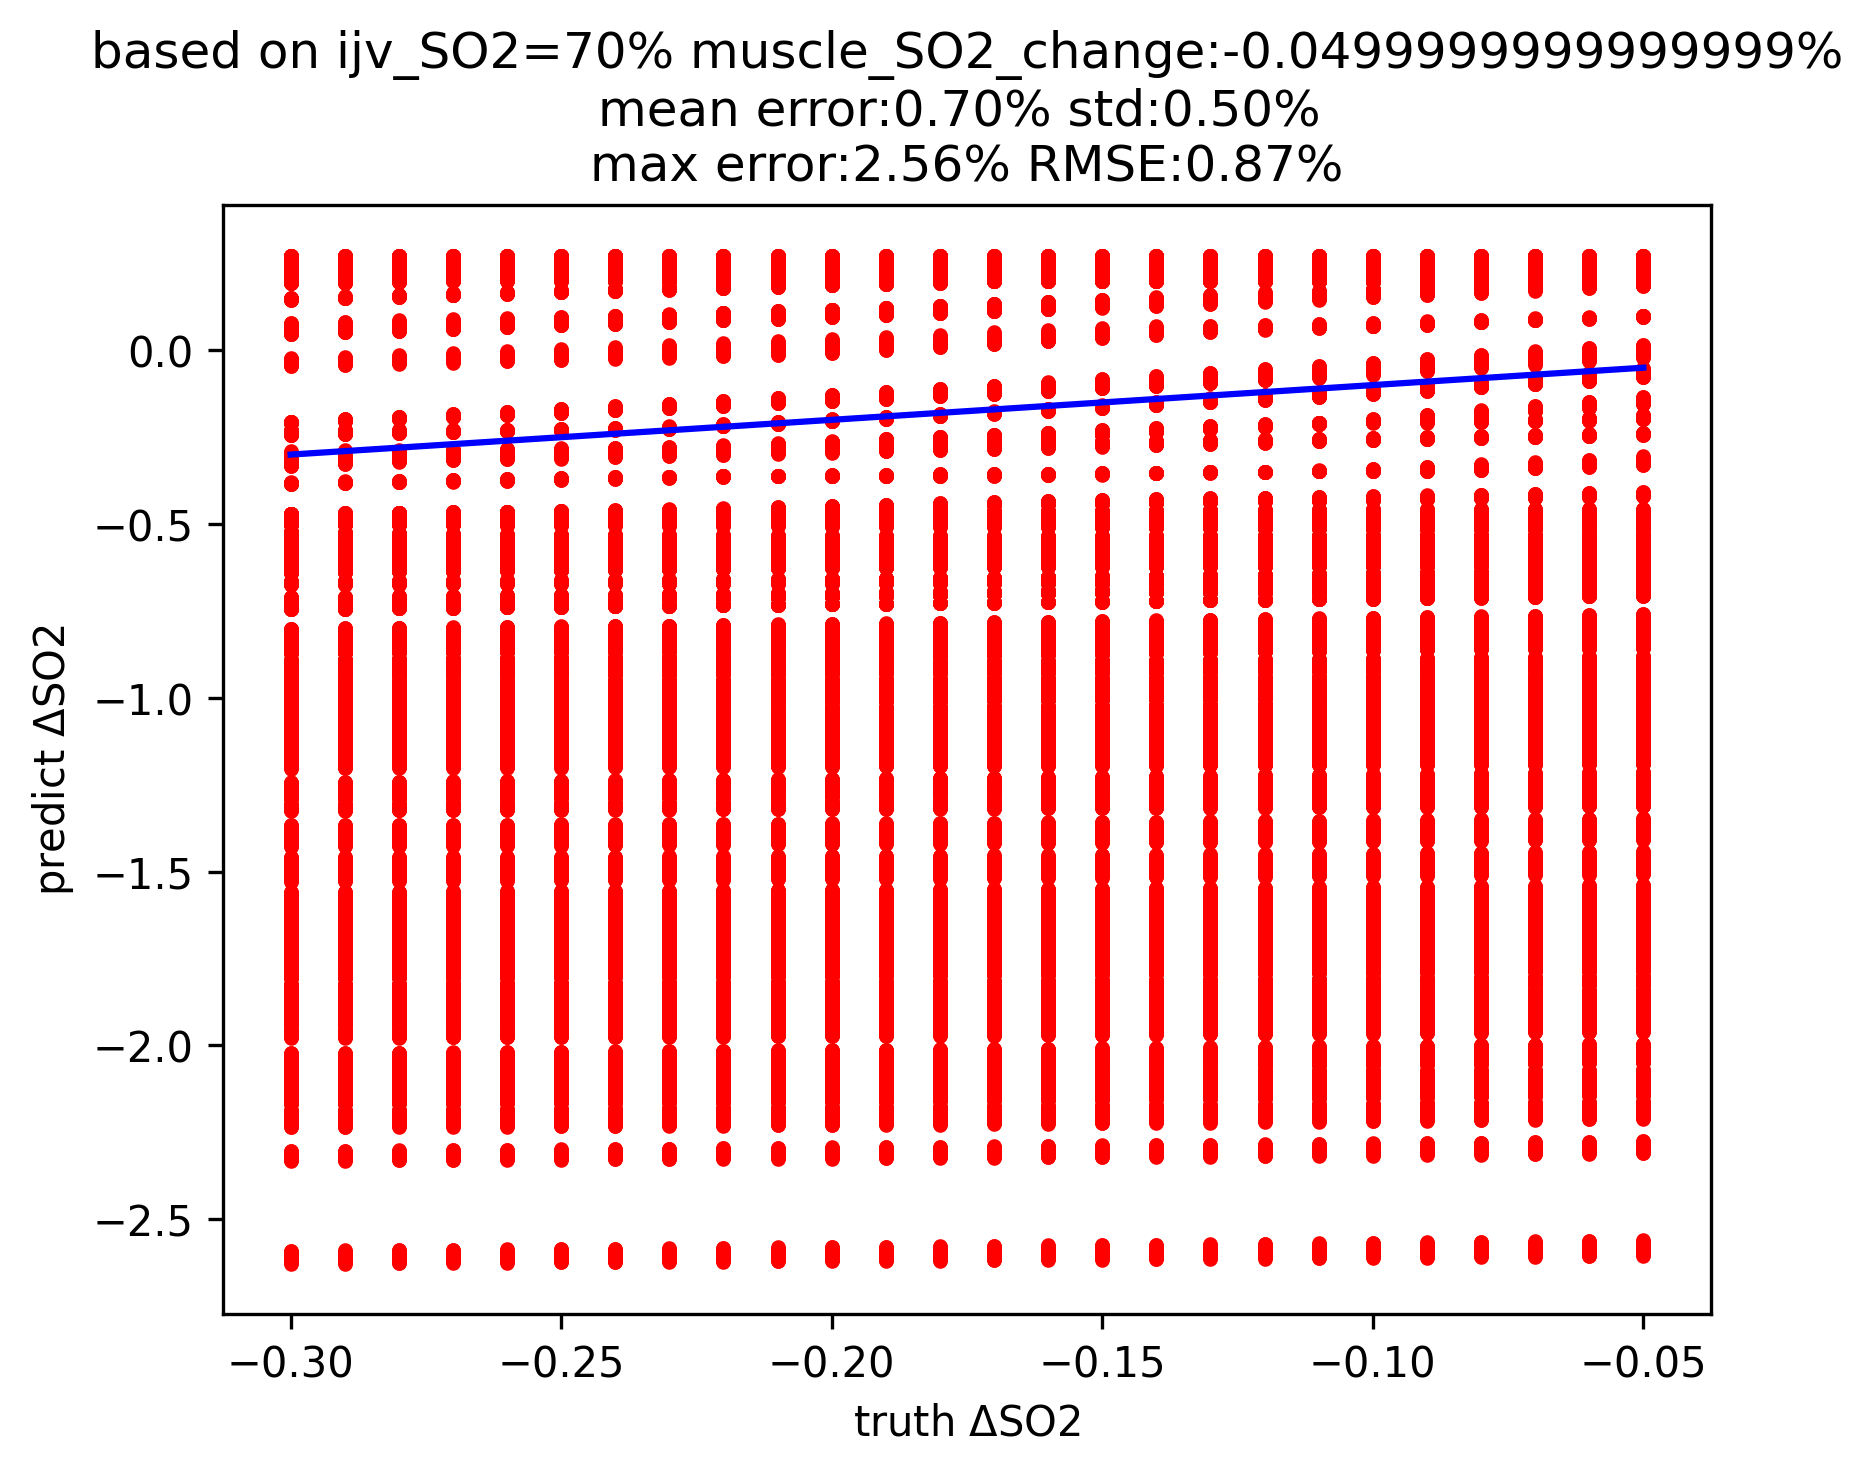 based on ijv_SO2=70% muscle_SO2_change:-0.0499999999999999%
mean error:0.70% std:0.50%
max error:2.56% RMSE:0.87%
0.0
−0.5
−1.0
−1.5
−2.0
−2.5
predict ΔSO2
−0.30
−0.25
−0.20
−0.15
−0.10
−0.05
truth ΔSO2